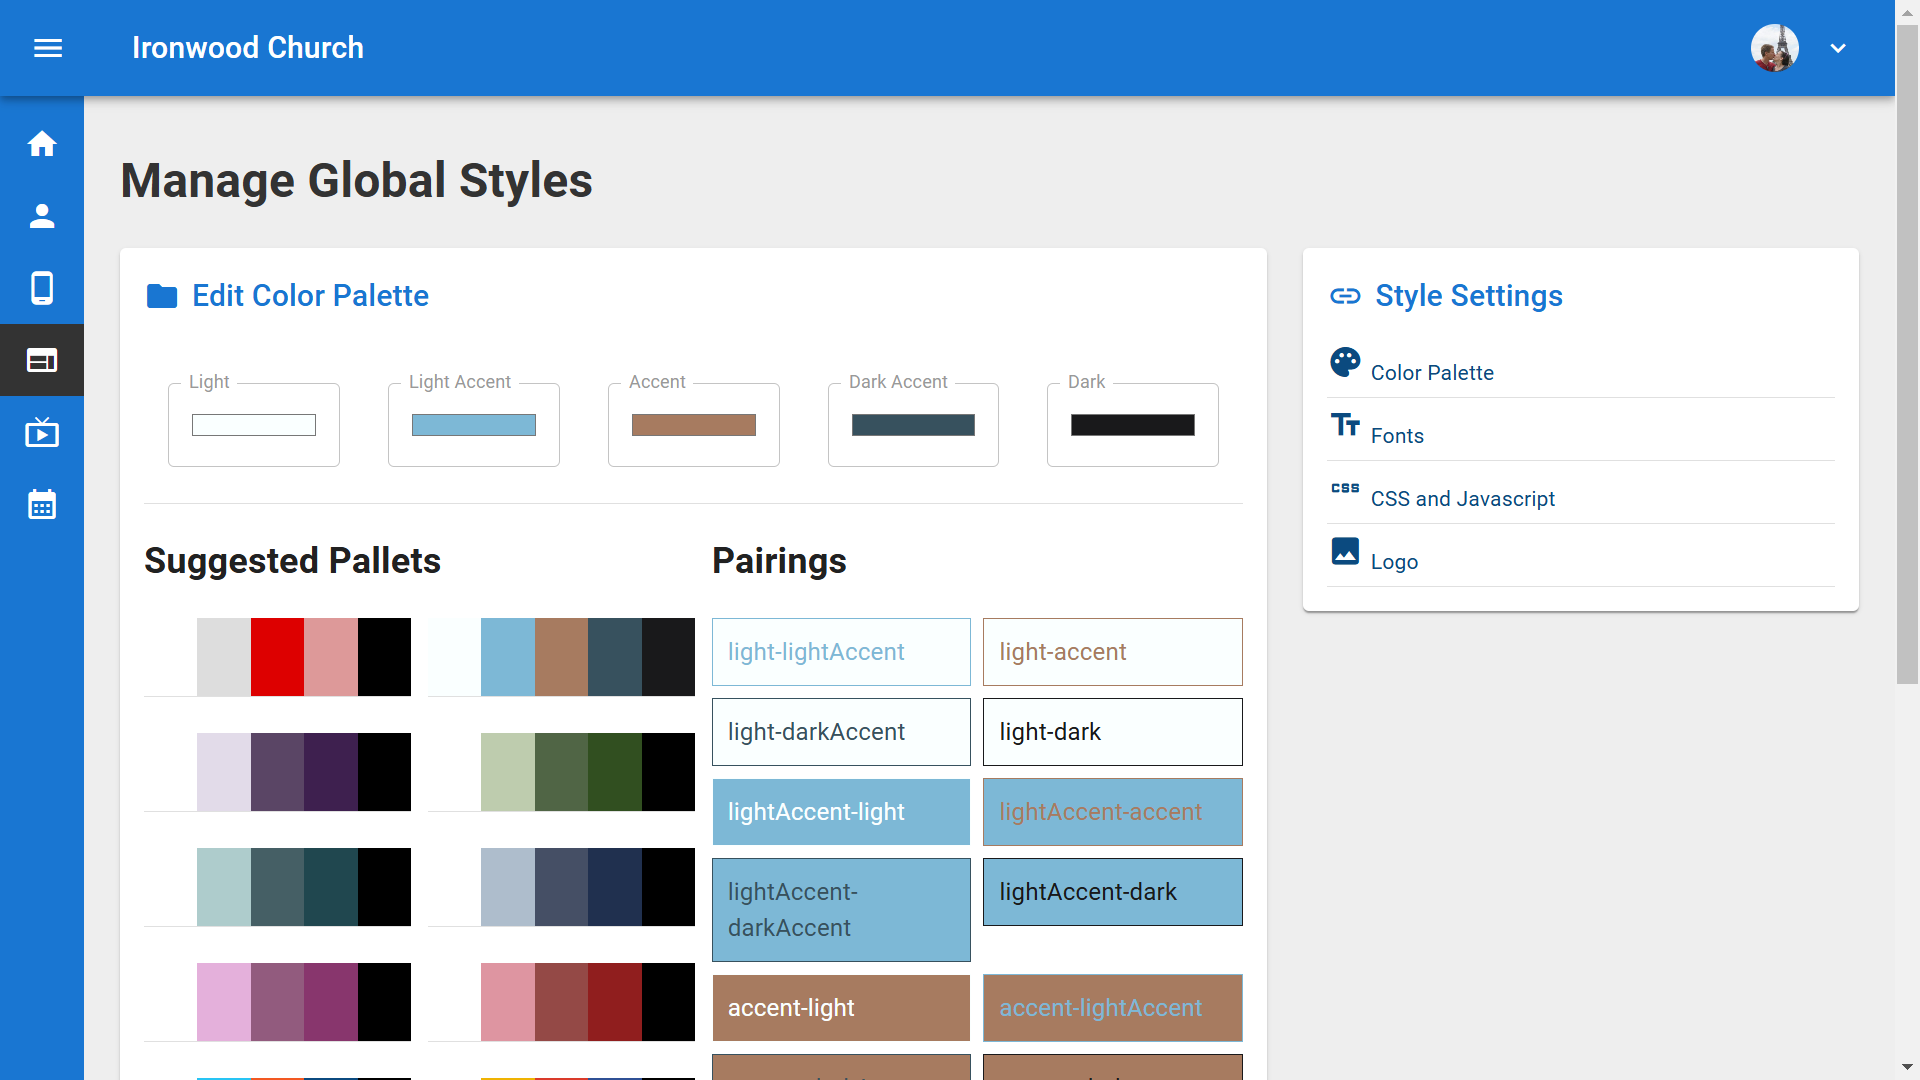 Ironwood Church
Manage Global Styles
Edit Color Palette
Light
Light Accent
Accent
Dark Accent
Dark
Suggested Pallets
Pairings
light-lightAccent
light-accent
light-darkAccent
light-dark
lightAccent-light
lightAccent-accent
lightAccent-
darkAccent
lightAccent-dark
accent-light
accent-lightAccent
Style Settings
Color Palette
Fonts
CSS and Javascript
Logo